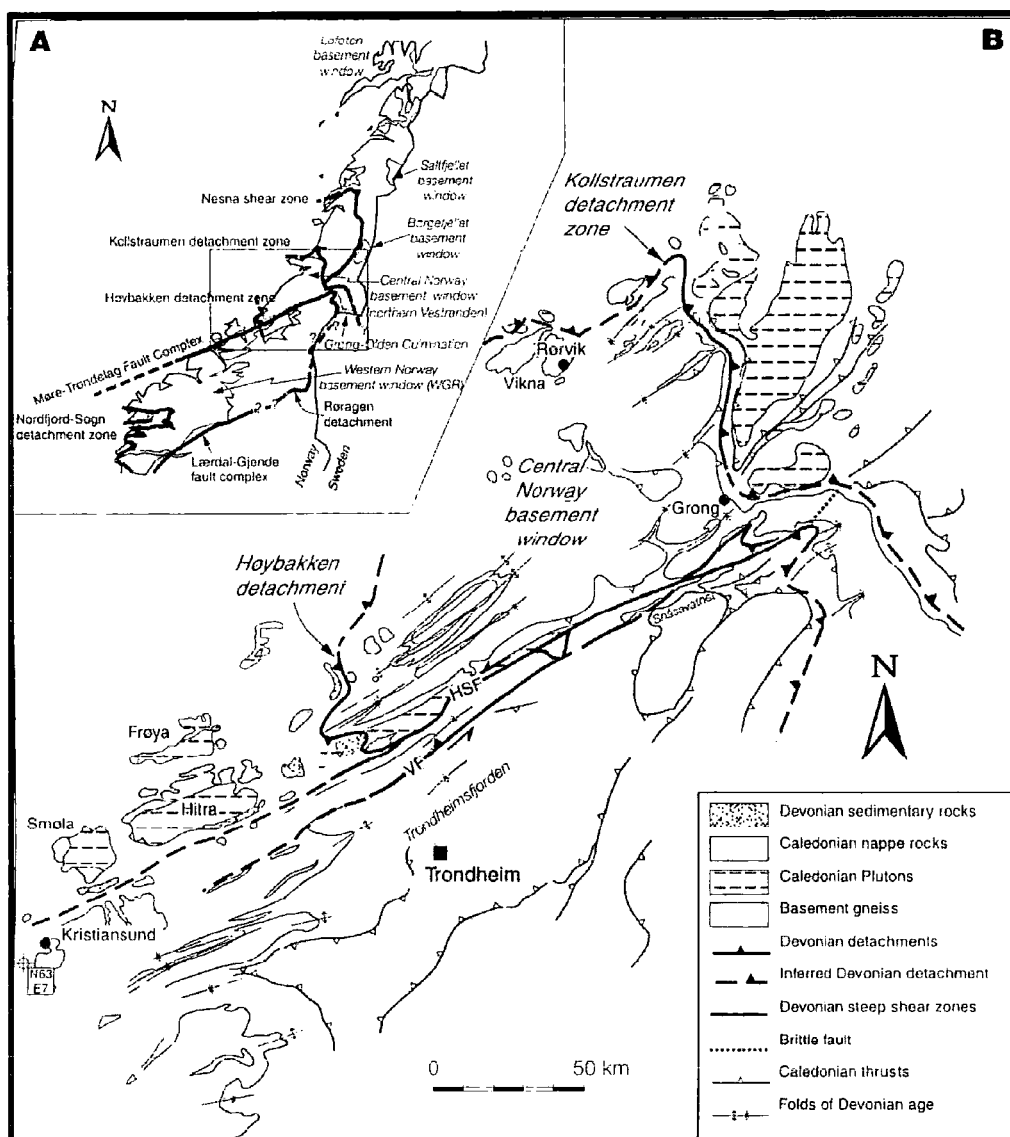 A
B
Lofoten
basement
window
N
Saltfjellet
basement
window
Nesna shear zone
Børgefjellet
basement
window
Kollstraumen detachment zone
Central Norway
basement window
northern Vestranden
Høybakken detachment zone
Grong-Olden Culmination
Møre-Trøndelag Fault Complex
Western Norway
basement window (WGR)
Nordfjord-Sogn
detachment zone
Røragen
detachment
Lærdal-Gjende
fault complex
Norway
Sweden
? ?
Kollstraumen
detachment
zone
Rørvik
Vikna
Central
Norway
basement
window
Grong
Snåsavatnet
Høybakken
detachment
HSF
VF
Frøya
Hitra
Smøla
Trondheimsfjorden
Trondheim
Kristiansund
N63
E7
N
0 50 km
Devonian sedimentary rocks
Caledonian nappe rocks
Caledonian Plutons
Basement gneiss
Devonian detachments
Inferred Devonian detachment
Devonian steep shear zones
Brittle fault
Caledonian thrusts
Folds of Devonian age